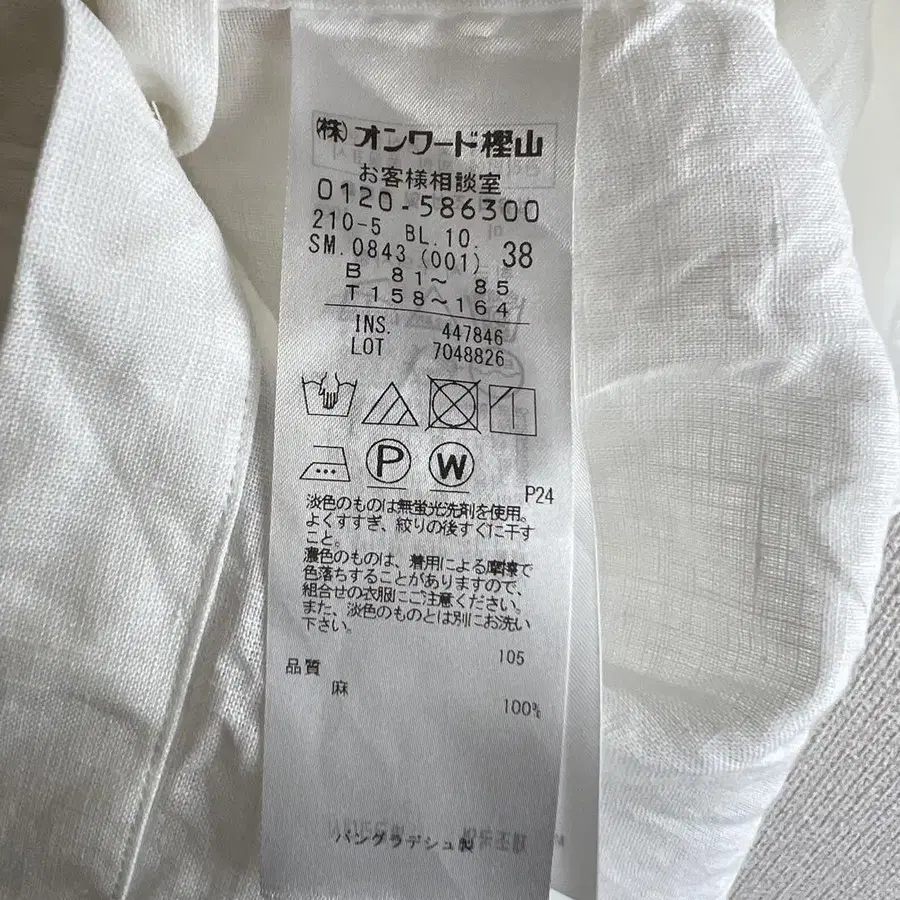 ㈱オンワード樫山
お客様相談室
0120-586300
210-5 BL.10. 38
SM.0843 (001)
B 81～ 85
T158～164
INS. 447846
LOT 7048826
P W
P24
淡色のものは無蛍光洗剤を使用。
よくすすぎ、絞りの後すぐに干す
こと。
濃色のものは、着用による摩擦で
色落ちすることがありますので、
組合せの衣服にご注意ください。
また、淡色のものとは別にお洗い
下さい。
105
品質
麻 100%
バングラデシュ製